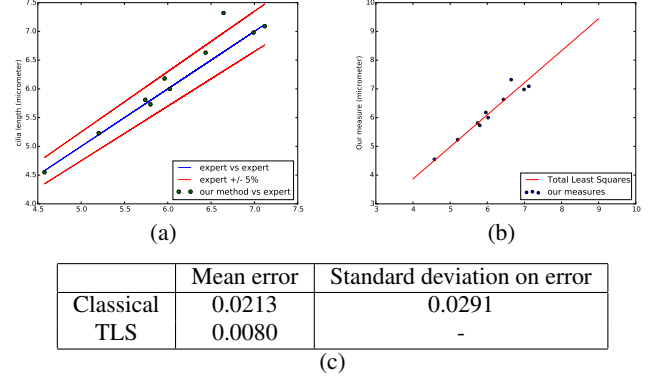 cilia length (micrometer)
7.5
7.0
6.5
6.0
5.5
5.0
4.5
4.0
4.5 5.0 5.5 6.0 6.5 7.0 7.5
expert vs expert
expert +/- 5%
our method vs expert
(a)
Our measure (micrometer)
10
9
8
7
6
5
4
3
3 4 5 6 7 8 9 10
Total Least Squares
our measures
(b)
Mean error Standard deviation on error
Classical 0.0213 0.0291
TLS 0.0080 -
(c)